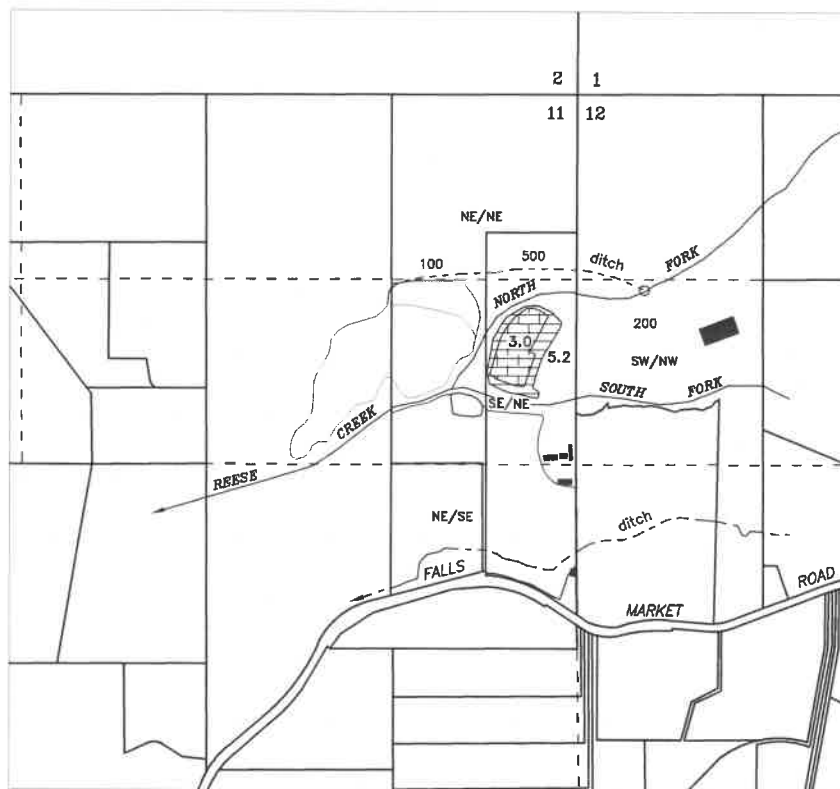 2 1
11 12
NE/NE
100
500
ditch
NORTH
FORK
200
3.0
5.2
SW/NW
SE/NE
SOUTH
FORK
REESE
CREEK
NE/SE
ditch
FALLS
MARKET
ROAD